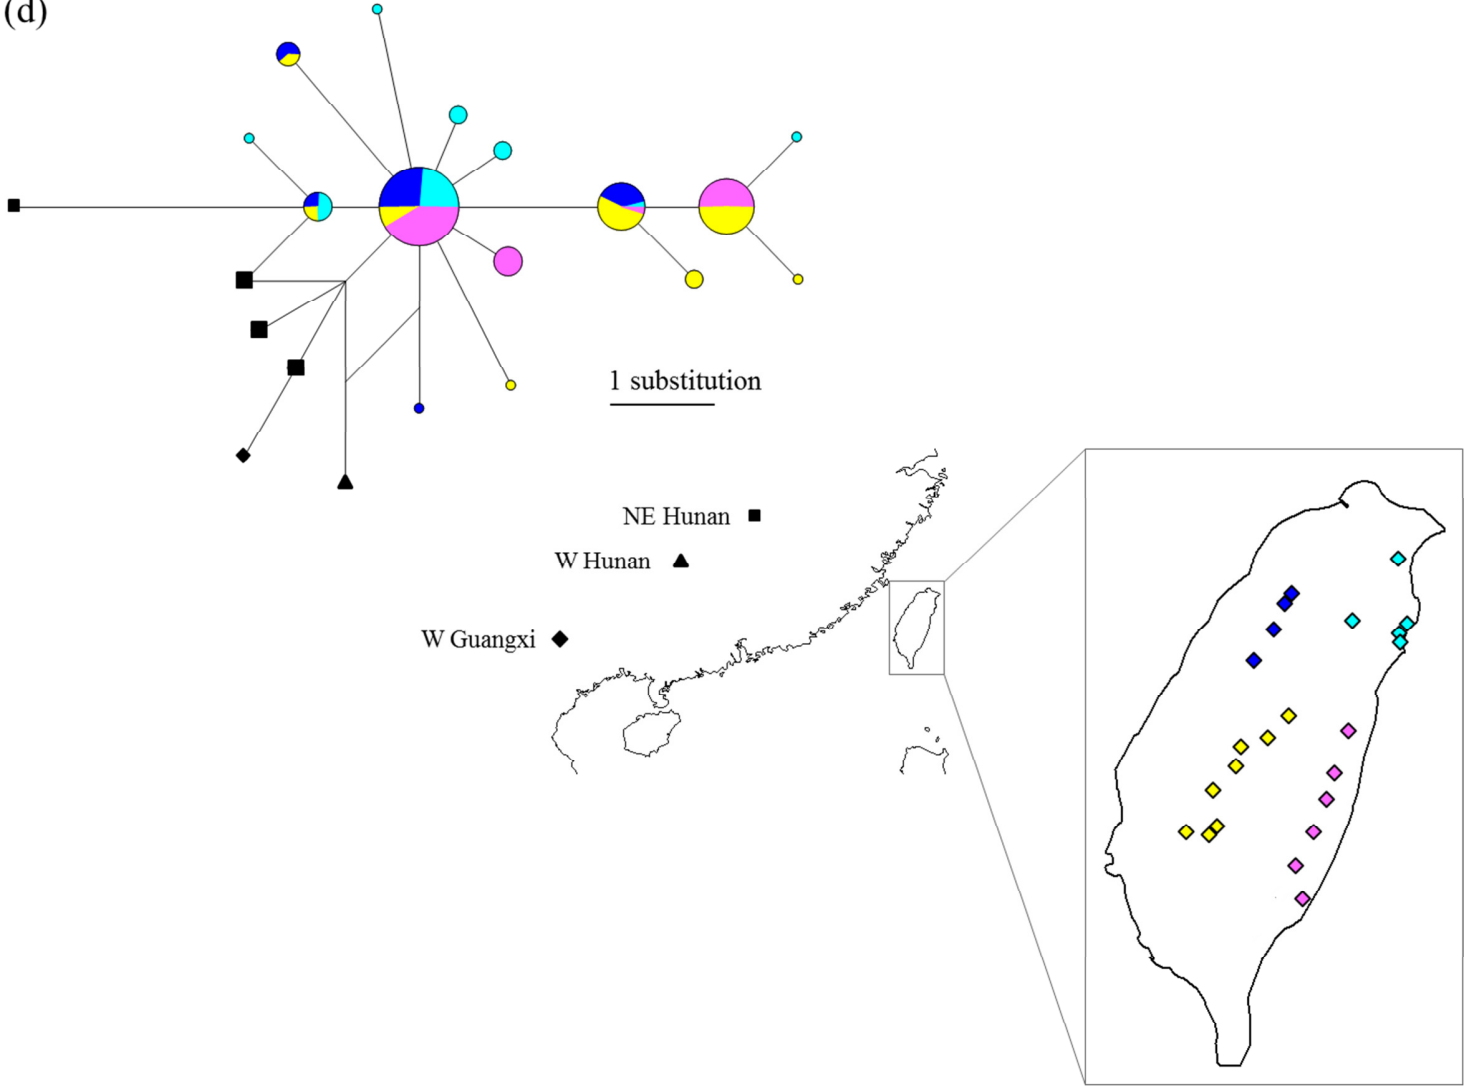 (d)
1 substitution
NE Hunan
W Hunan
W Guangxi